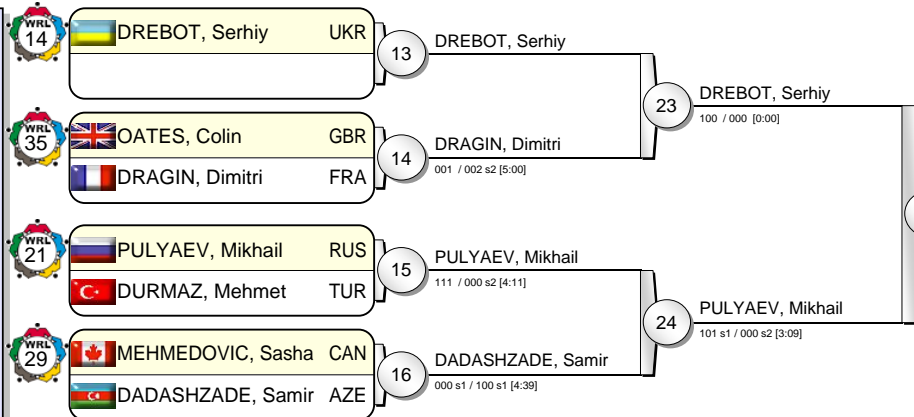 WRL
14
DREBOT, Serhiy UKR
13
DREBOT, Serhiy
23
DREBOT, Serhiy
100 / 000 [0:00]
WRL
35
OATES, Colin GBR
DRAGIN, Dimitri FRA
14
DRAGIN, Dimitri
001 / 002 s2 [5:00]
WRL
21
PULYAEV, Mikhail RUS
DURMAZ, Mehmet TUR
15
PULYAEV, Mikhail
111 / 000 s2 [4:11]
24
PULYAEV, Mikhail
101 s1 / 000 s2 [3:09]
WRL
29
MEHMEDOVIC, Sasha CAN
DADASHZADE, Samir AZE
16
DADASHZADE, Samir
000 s1 / 100 s1 [4:39]